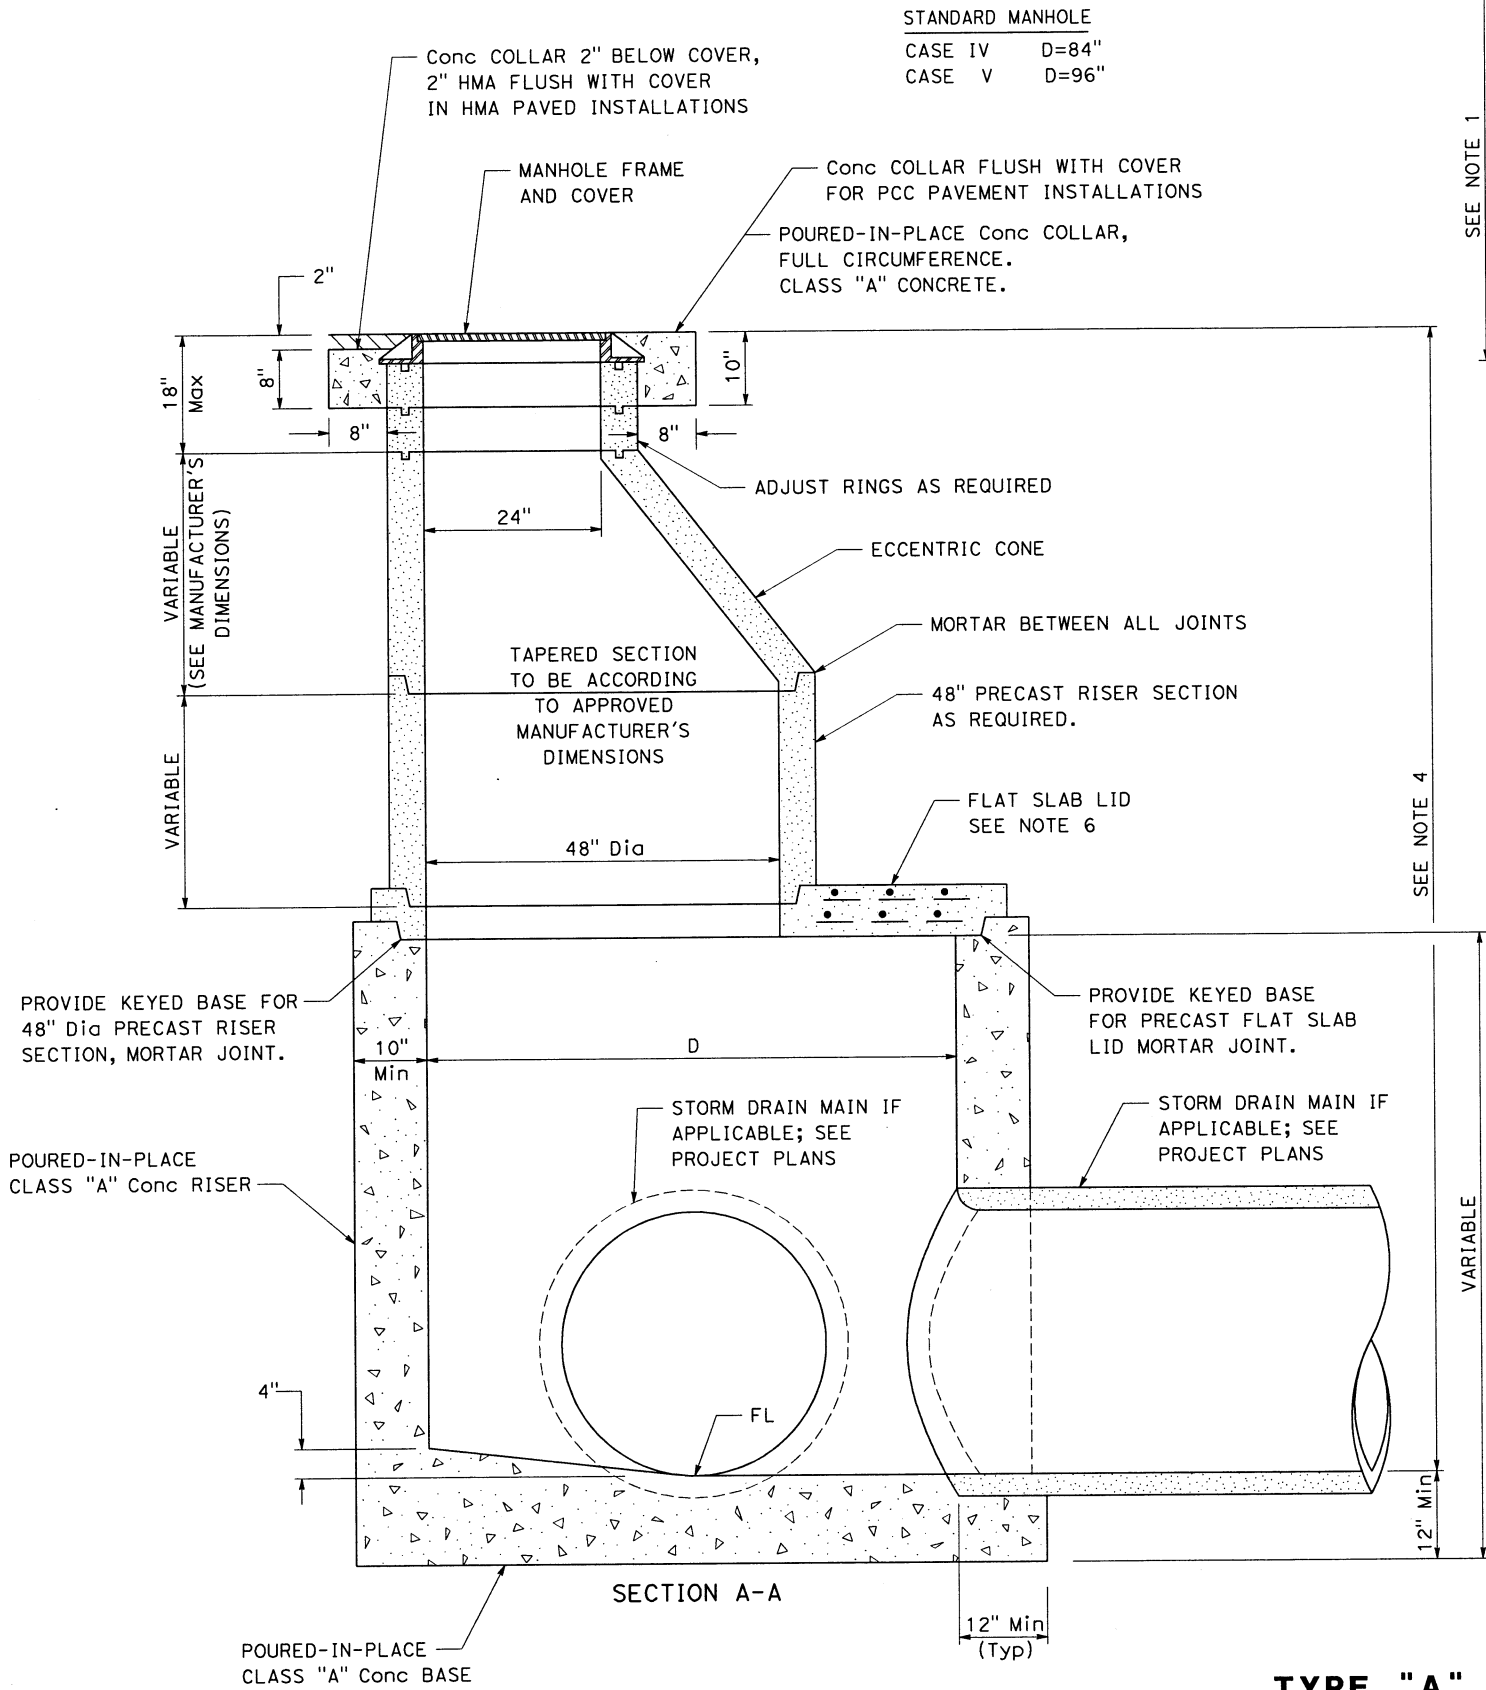 STANDARD MANHOLE
CASE IV D=84"
CASE V D=96"
Conc COLLAR 2" BELOW COVER,
2" HMA FLUSH WITH COVER
IN HMA PAVED INSTALLATIONS
MANHOLE FRAME
AND COVER
Conc COLLAR FLUSH WITH COVER
FOR PCC PAVEMENT INSTALLATIONS
POURED-IN-PLACE Conc COLLAR,
FULL CIRCUMFERENCE.
CLASS "A" CONCRETE.
SEE NOTE 1
2"
18"
Max
8"
10"
8"
8"
ADJUST RINGS AS REQUIRED
VARIABLE
(SEE MANUFACTURER'S
DIMENSIONS)
24"
ECCENTRIC CONE
MORTAR BETWEEN ALL JOINTS
TAPERED SECTION
TO BE ACCORDING
TO APPROVED
MANUFACTURER'S
DIMENSIONS
48" PRECAST RISER SECTION
AS REQUIRED.
VARIABLE
FLAT SLAB LID
SEE NOTE 6
SEE NOTE 4
48" Dia
PROVIDE KEYED BASE FOR
48" Dia PRECAST RISER
SECTION, MORTAR JOINT.
PROVIDE KEYED BASE
FOR PRECAST FLAT SLAB
LID MORTAR JOINT.
10"
Min
D
STORM DRAIN MAIN IF
APPLICABLE; SEE
PROJECT PLANS
STORM DRAIN MAIN IF
APPLICABLE; SEE
PROJECT PLANS
POURED-IN-PLACE
CLASS "A" Conc RISER
VARIABLE
4"
FL
12" Min
SECTION A-A
12" Min
(Typ)
POURED-IN-PLACE
CLASS "A" Conc BASE
TYPE "A"